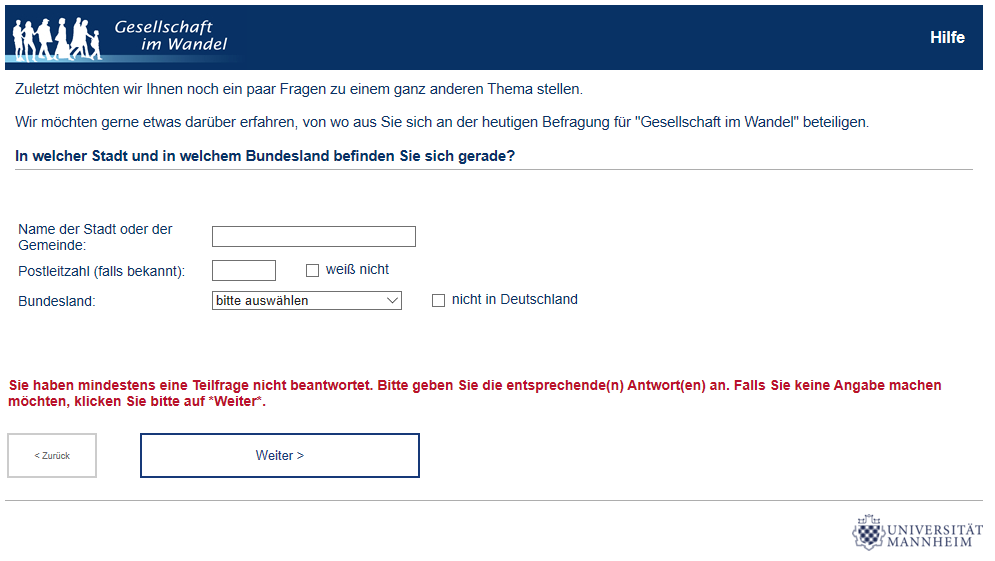 Gesellschaft
im Wandel
Hilfe
Zuletzt möchten wir Ihnen noch ein paar Fragen zu einem ganz anderen Thema stellen.
Wir möchten gerne etwas darüber erfahren, von wo aus Sie sich an der heutigen Befragung für "Gesellschaft im Wandel" beteiligen.
In welcher Stadt und in welchem Bundesland befinden Sie sich gerade?
Name der Stadt oder der
Gemeinde:
Postleitzahl (falls bekannt):
weiß nicht
Bundesland:
bitte auswählen
nicht in Deutschland
Sie haben mindestens eine Teilfrage nicht beantwortet. Bitte geben Sie die entsprechende(n) Antwort(en) an. Falls Sie keine Angabe machen
möchten, klicken Sie bitte auf *Weiter*.
< Zurück
Weiter >
UNIVERSITÄT
MANNHEIM